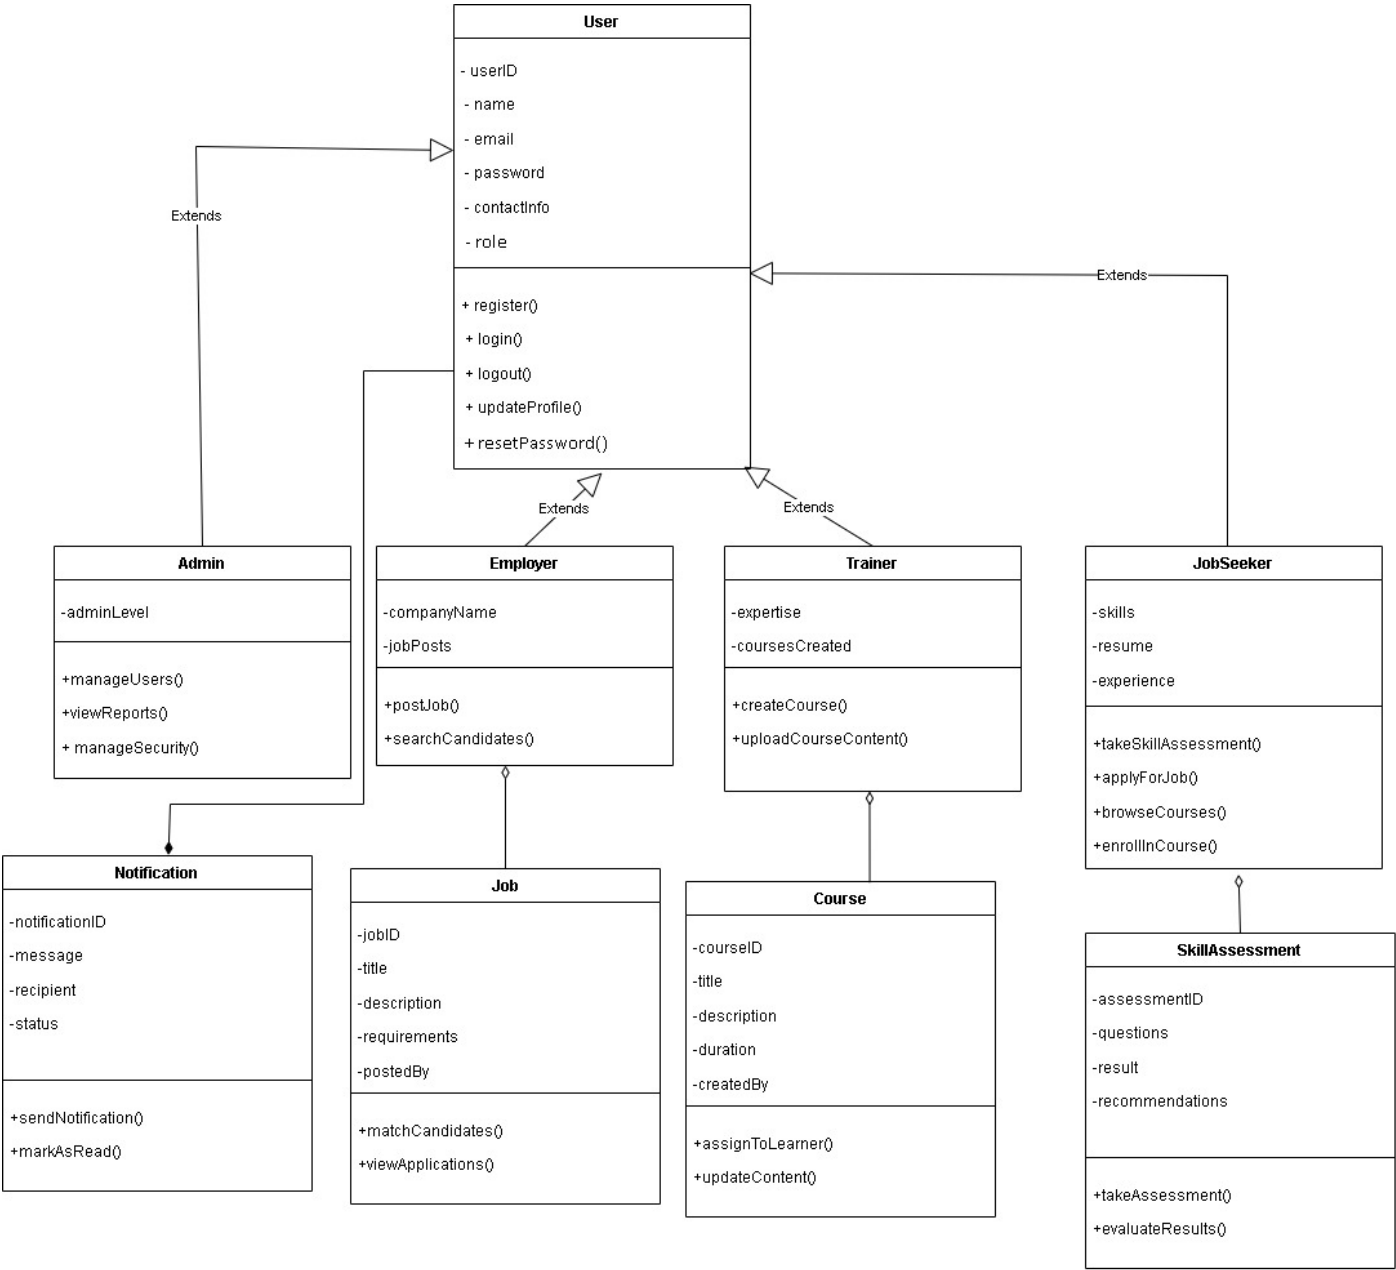 User
- userID
- name
- email
- password
- contactInfo
- role
+ register()
+ login()
+ logout()
+ updateProfile()
+ resetPassword()
Extends
Extends
Extends
Extends
Admin
-adminLevel
+manageUsers()
+viewReports()
+ manageSecurity()
Employer
-companyName
-jobPosts
+postJob()
+searchCandidates()
Trainer
-expertise
-coursesCreated
+createCourse()
+uploadCourseContent()
JobSeeker
-skills
-resume
-experience
+takeSkillAssessment()
+applyForJob()
+browseCourses()
+enrollInCourse()
Notification
-notificationID
-message
-recipient
-status
+sendNotification()
+markAsRead()
Job
-jobID
-title
-description
-requirements
-postedBy
+matchCandidates()
+viewApplications()
Course
-courseID
-title
-description
-duration
-createdBy
+assignToLearner()
+updateContent()
SkillAssessment
-assessmentID
-questions
-result
-recommendations
+takeAssessment()
+evaluateResults()